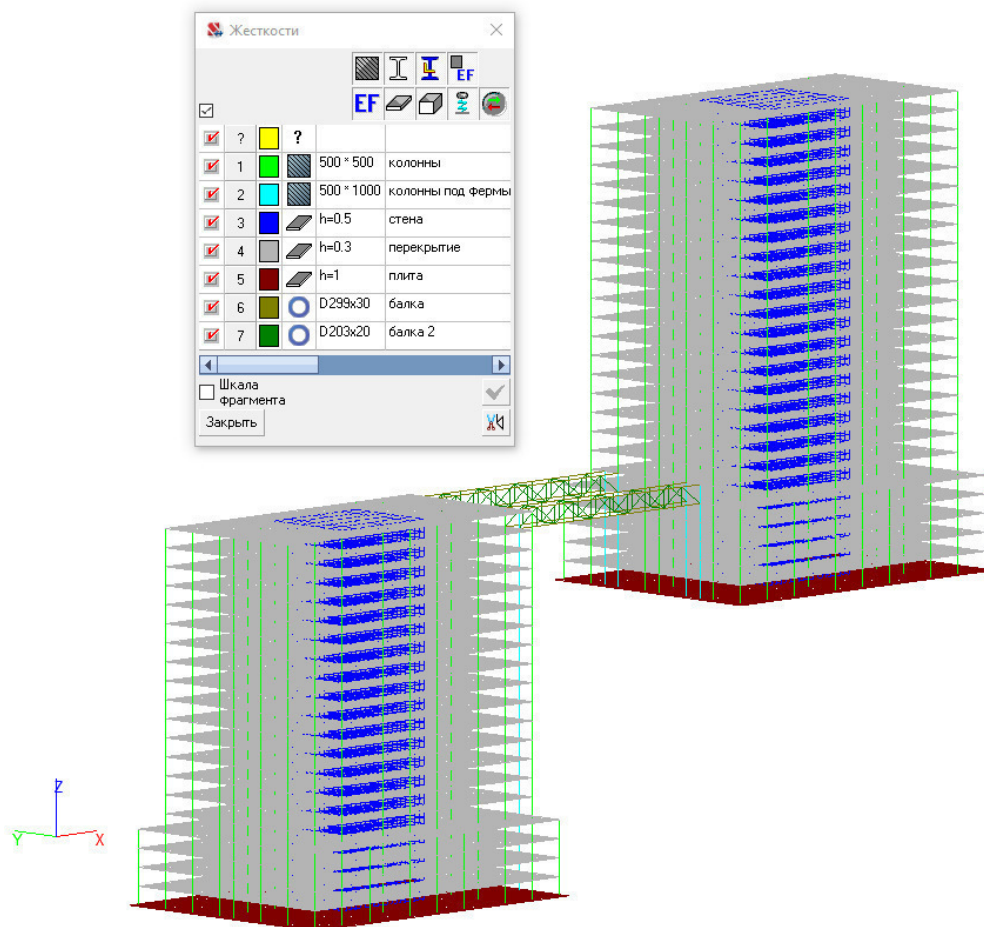 Жесткости
EF
EF
? ?
1 500 * 500 колонны
2 500 * 1000 колонны под фермы
3 h=0.5 стена
4 h=0.3 перекрытие
5 h=1 плита
6 D299x30 балка
7 D203x20 балка 2
Шкала
фрагмента
Закрыть
Z
Y
X